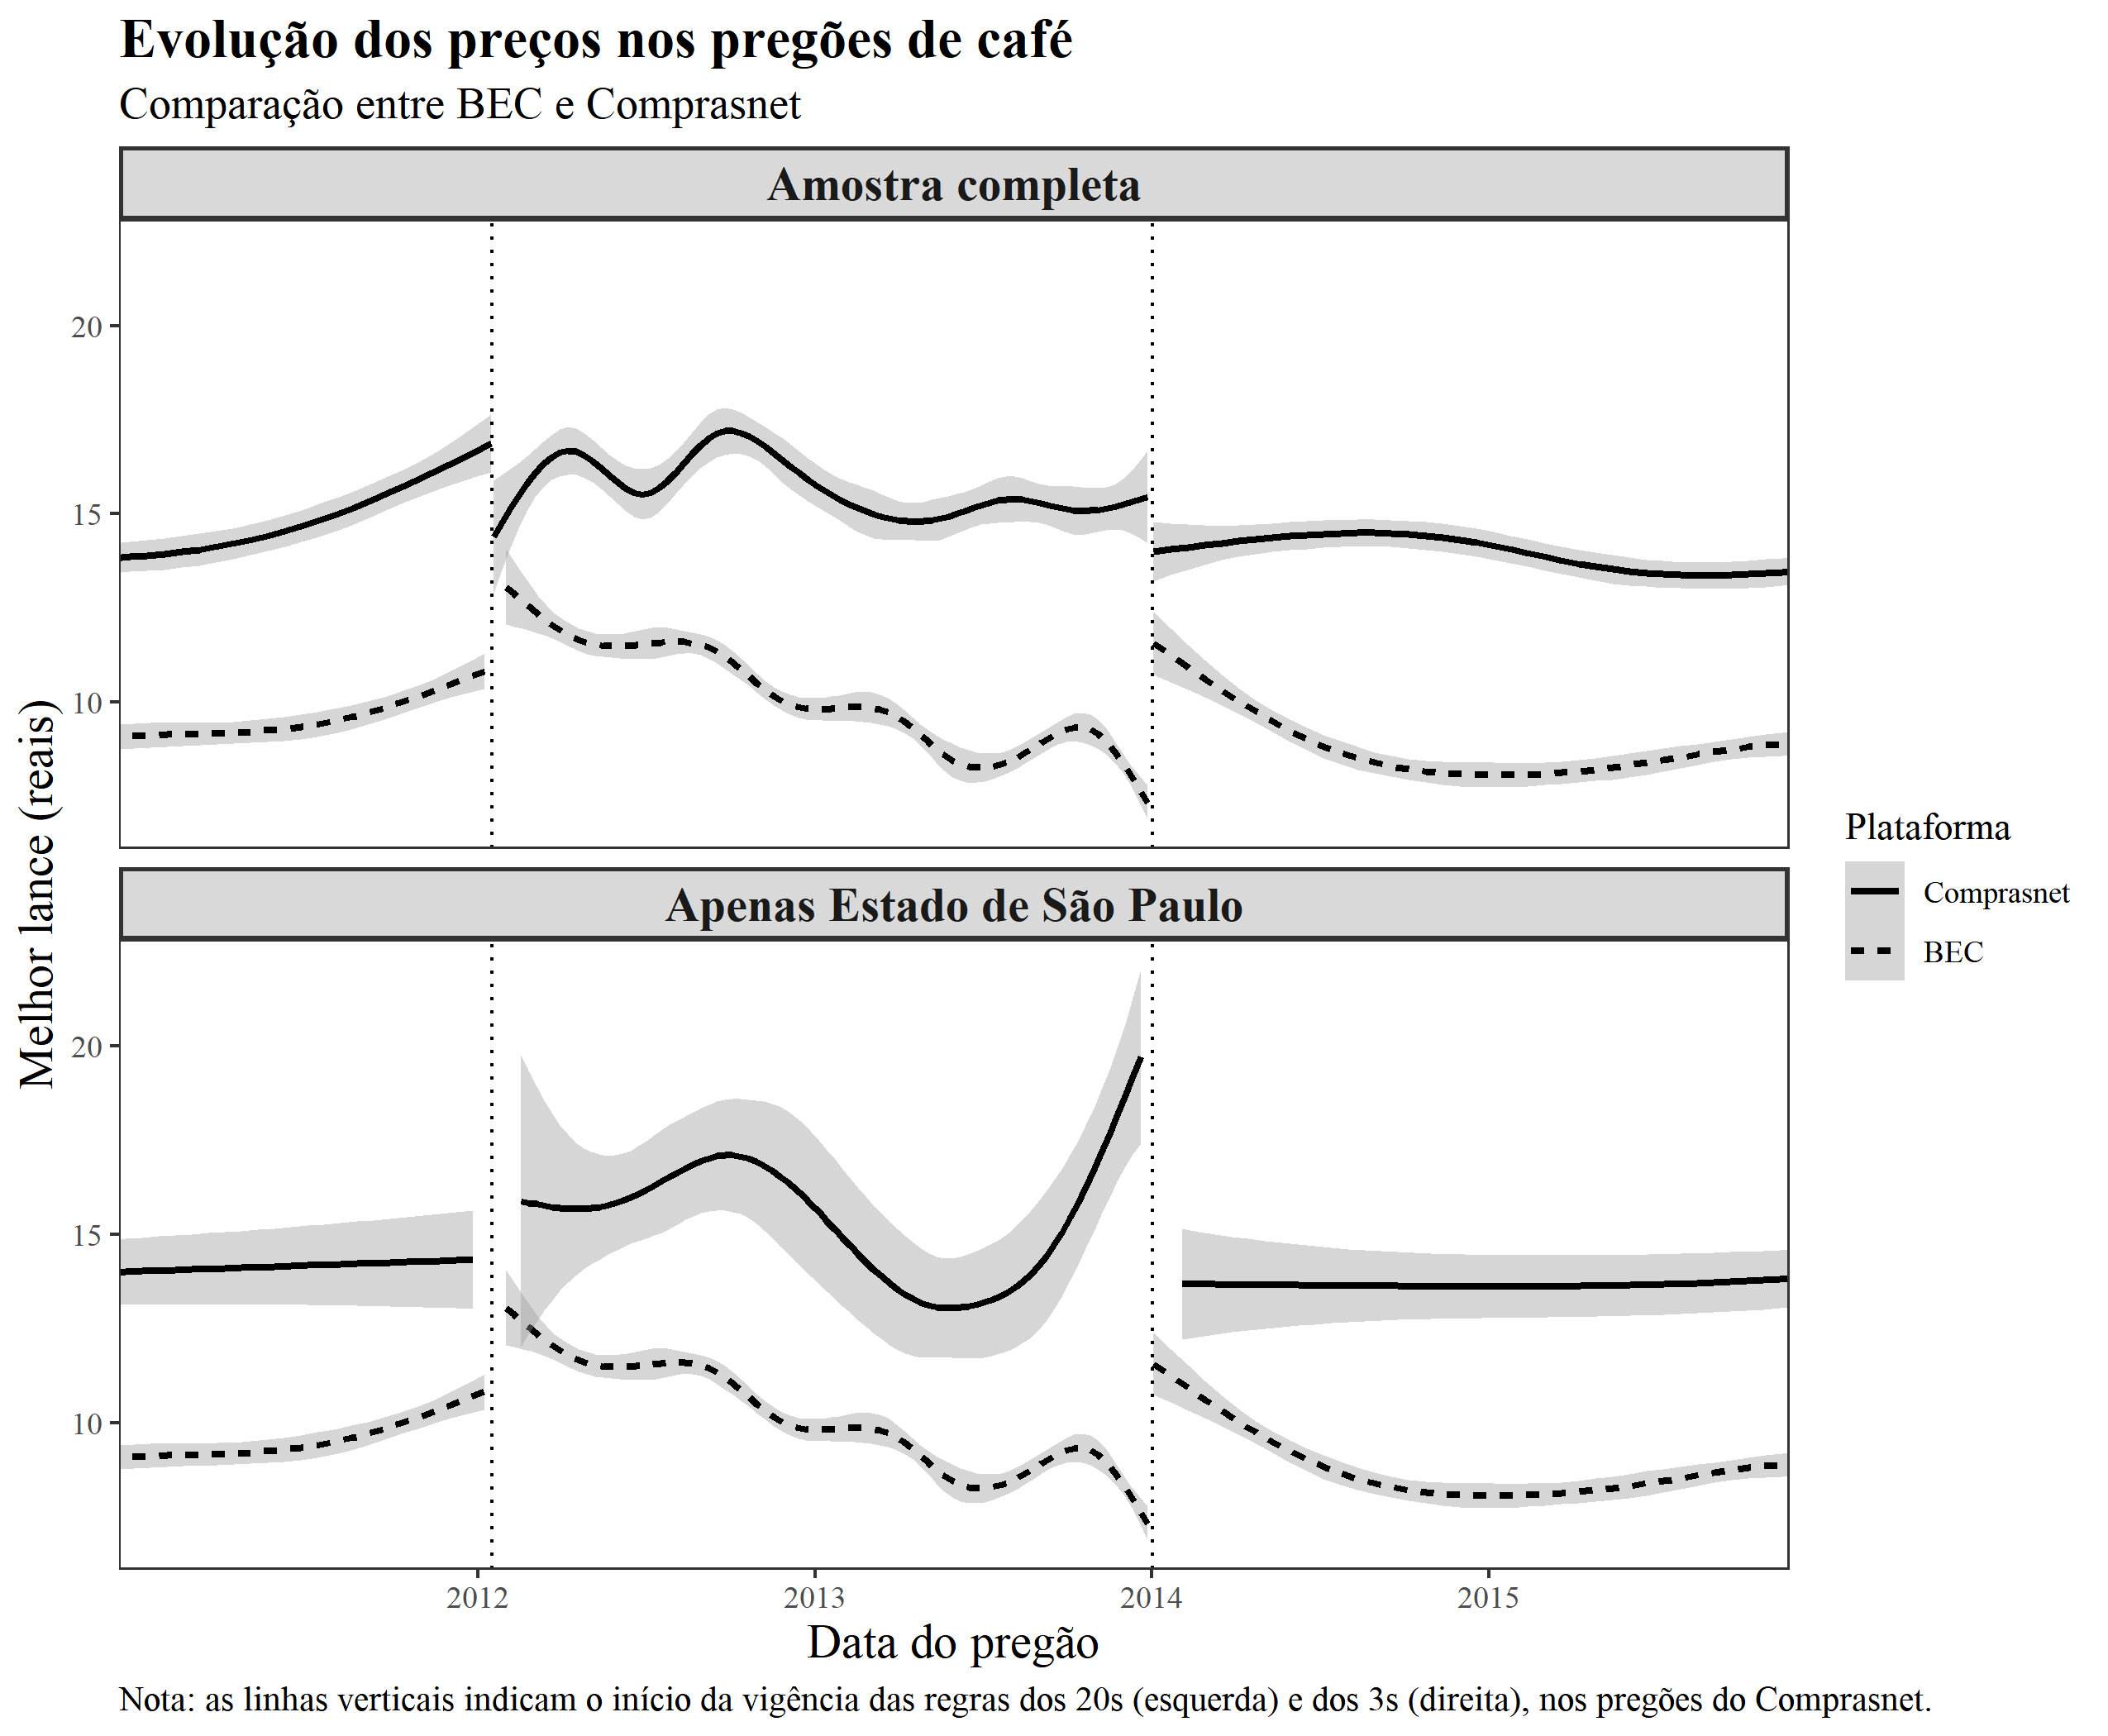 Evolução dos preços nos pregões de café
Comparação entre BEC e Comprasnet
Amostra completa
20
15
10
Melhor lance (reais)
Apenas Estado de São Paulo
20
15
10
2012
2013
2014
2015
Data do pregão
Plataforma
Comprasnet
BEC
Nota: as linhas verticais indicam o início da vigência das regras dos 20s (esquerda) e dos 3s (direita), nos pregões do Comprasnet.